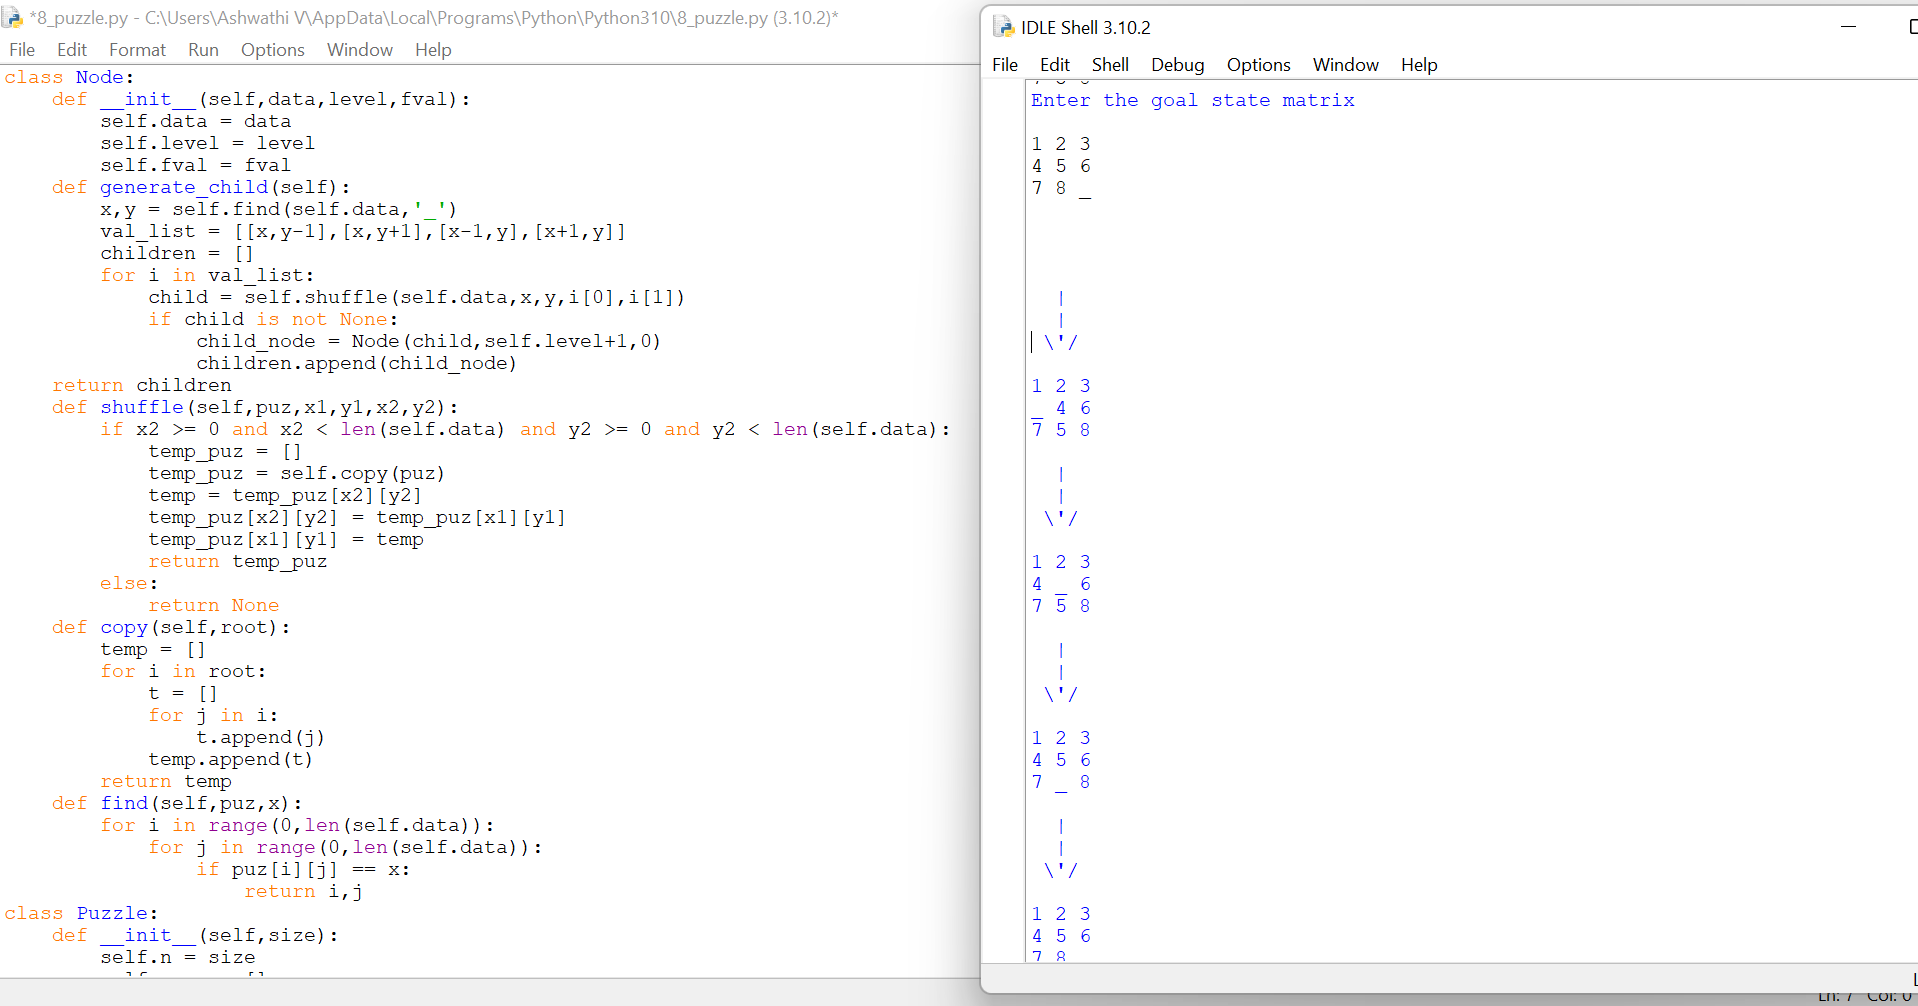 *8_puzzle.py - C:\Users\Ashwathi V\AppData\Local\Programs\Python\Python310\8_puzzle.py (3.10.2)*
File Edit Format Run Options Window Help
class Node:
    def __init__(self,data,level,fval):
        self.data = data
        self.level = level
        self.fval = fval
    def generate_child(self):
        x,y = self.find(self.data,'_')
        val_list = [[x,y-1],[x,y+1],[x-1,y],[x+1,y]]
        children = []
        for i in val_list:
            child = self.shuffle(self.data,x,y,i[0],i[1])
            if child is not None:
                child_node = Node(child,self.level+1,0)
                children.append(child_node)
    return children
    def shuffle(self,puz,x1,y1,x2,y2):
        if x2 >= 0 and x2 < len(self.data) and y2 >= 0 and y2 < len(self.data):
            temp_puz = []
            temp_puz = self.copy(puz)
            temp = temp_puz[x2][y2]
            temp_puz[x2][y2] = temp_puz[x1][y1]
            temp_puz[x1][y1] = temp
            return temp_puz
        else:
            return None
    def copy(self,root):
        temp = []
        for i in root:
            t = []
            for j in i:
                t.append(j)
            temp.append(t)
        return temp
    def find(self,puz,x):
        for i in range(0,len(self.data)):
            for j in range(0,len(self.data)):
                if puz[i][j] == x:
                    return i,j
class Puzzle:
    def __init__(self,size):
        self.n = size
IDLE Shell 3.10.2
File Edit Shell Debug Options Window Help
Enter the goal state matrix
1 2 3
4 5 6
7 8 _
|
|
\'/
1 2 3
_ 4 6
7 5 8
|
|
\'/
1 2 3
4 _ 6
7 5 8
|
|
\'/
1 2 3
4 5 6
7 _ 8
|
|
\'/
1 2 3
4 5 6
7 8
Ln: 7 Col: 0